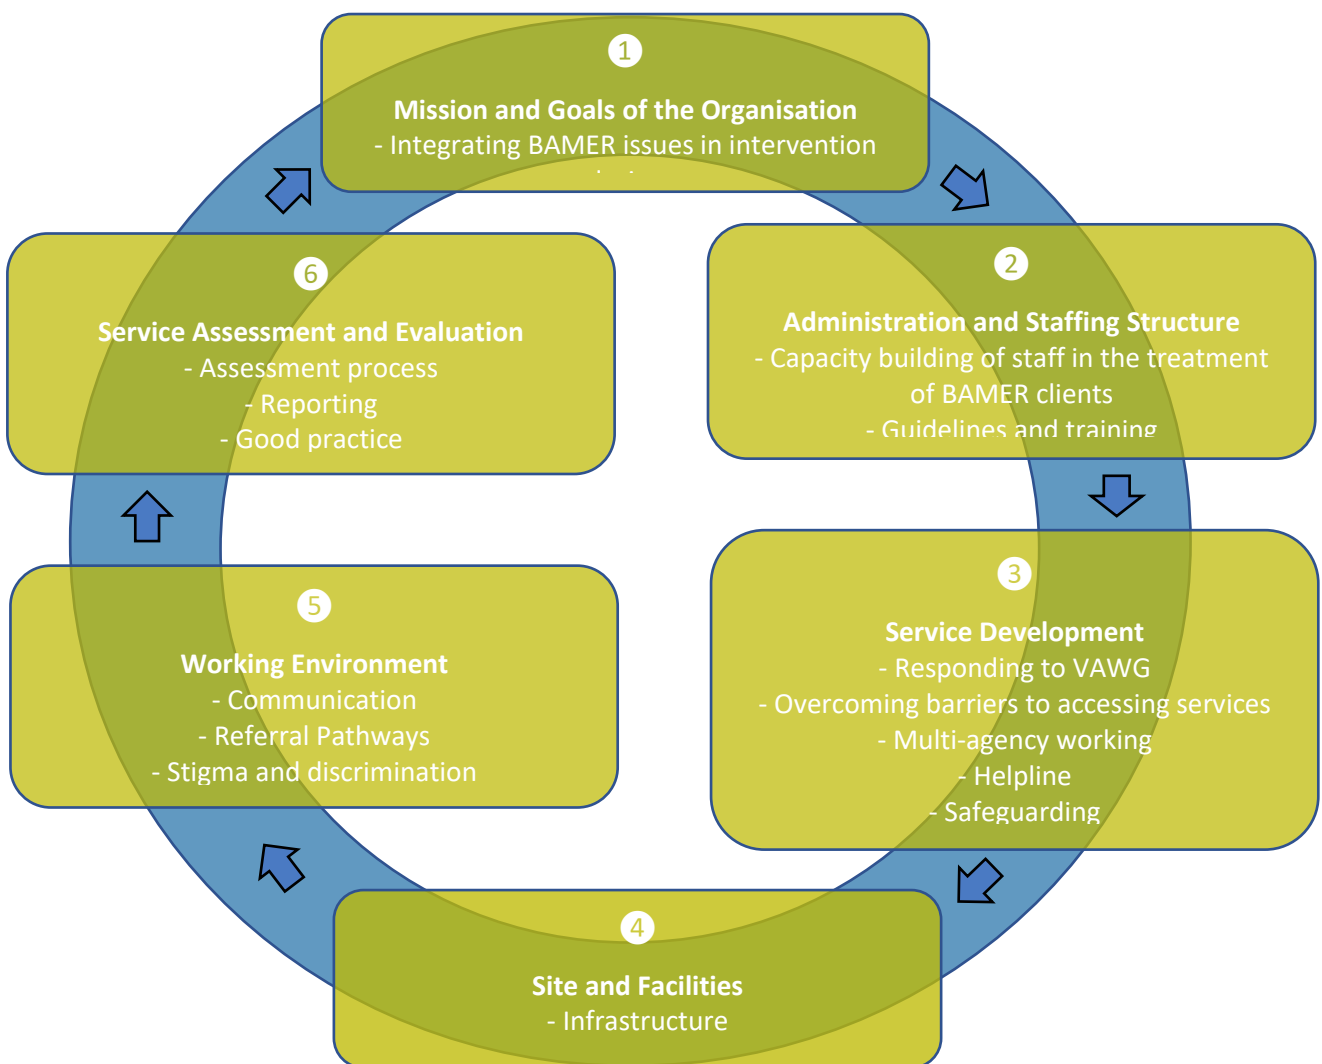 1
Mission and Goals of the Organisation
- Integrating BAMER issues in intervention
2
Administration and Staffing Structure
- Capacity building of staff in the treatment
of BAMER clients
- Guidelines and training
3
Service Development
- Responding to VAWG
- Overcoming barriers to accessing services
- Multi-agency working
- Helpline
- Safeguarding
4
Site and Facilities
- Infrastructure
5
Working Environment
- Communication
- Referral Pathways
- Stigma and discrimination
6
Service Assessment and Evaluation
- Assessment process
- Reporting
- Good practice